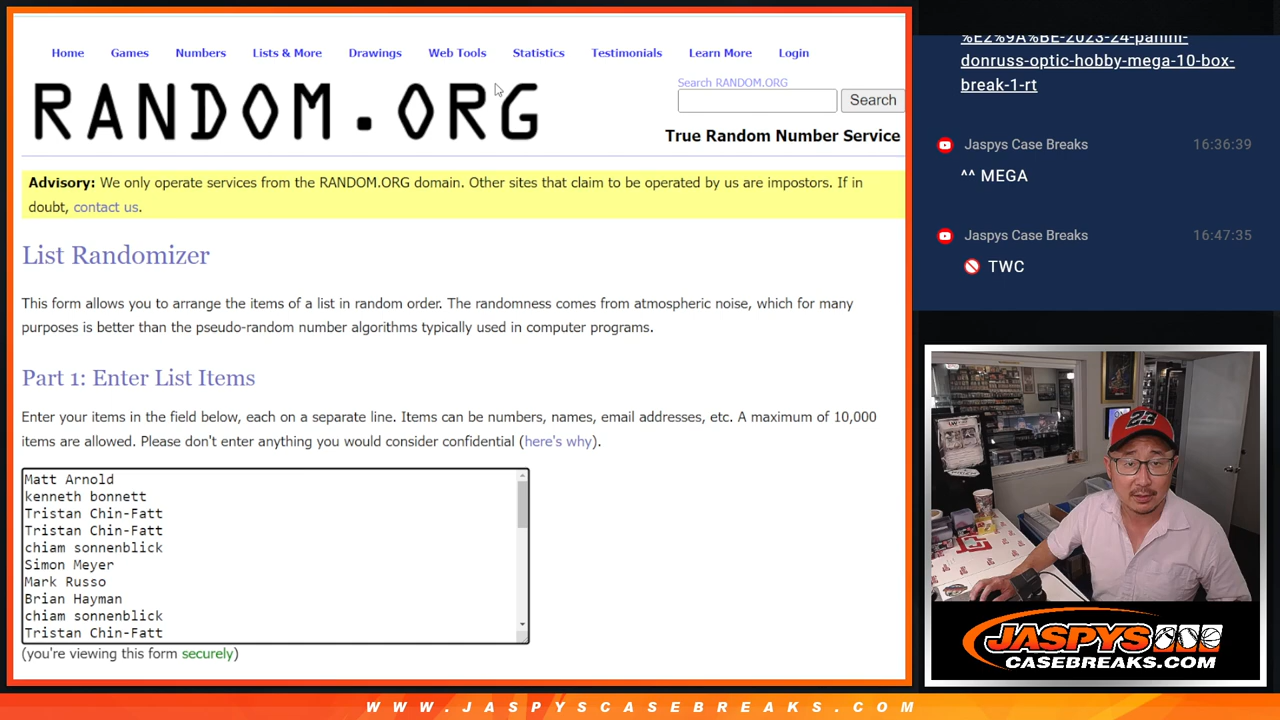 Home Games Numbers Lists & More Drawings Web Tools Statistics Testimonials Learn More Login
RANDOM.ORG
Search RANDOM.ORG
Search
True Random Number Service
Advisory: We only operate services from the RANDOM.ORG domain. Other sites that claim to be operated by us are impostors. If in
doubt, contact us.
List Randomizer
This form allows you to arrange the items of a list in random order. The randomness comes from atmospheric noise, which for many
purposes is better than the pseudo-random number algorithms typically used in computer programs.
Part 1: Enter List Items
Enter your items in the field below, each on a separate line. Items can be numbers, names, email addresses, etc. A maximum of 10,000
items are allowed. Please don't enter anything you would consider confidential (here's why).
Matt Arnold
kenneth bonnett
Tristan Chin-Fatt
Tristan Chin-Fatt
chiam sonnenblick
Simon Meyer
Mark Russo
Brian Hayman
chiam sonnenblick
Tristan Chin-Fatt
(you're viewing this form securely)
%E2%9A%BE-2023-24-panini-
donruss-optic-hobby-mega-10-box-
break-1-rt
Jaspys Case Breaks 16:36:39
^^ MEGA
Jaspys Case Breaks 16:47:35
🚫 TWC
23
JASPYS
CASEBREAKS.COM
WWW.JASPYSCASEBREAKS.COM